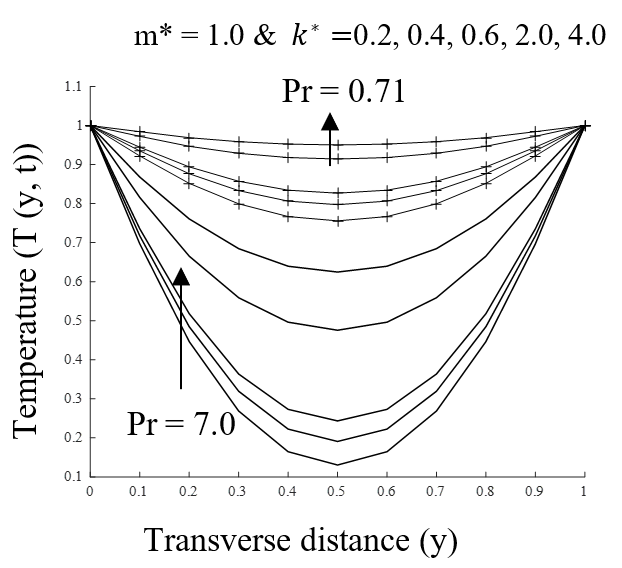 m* = 1.0 & k* =0.2, 0.4, 0.6, 2.0, 4.0
Pr = 0.71
Pr = 7.0
Temperature (T (y, t))
1.1
1
0.9
0.8
0.7
0.6
0.5
0.4
0.3
0.2
0.1
0 0.1 0.2 0.3 0.4 0.5 0.6 0.7 0.8 0.9 1
Transverse distance (y)